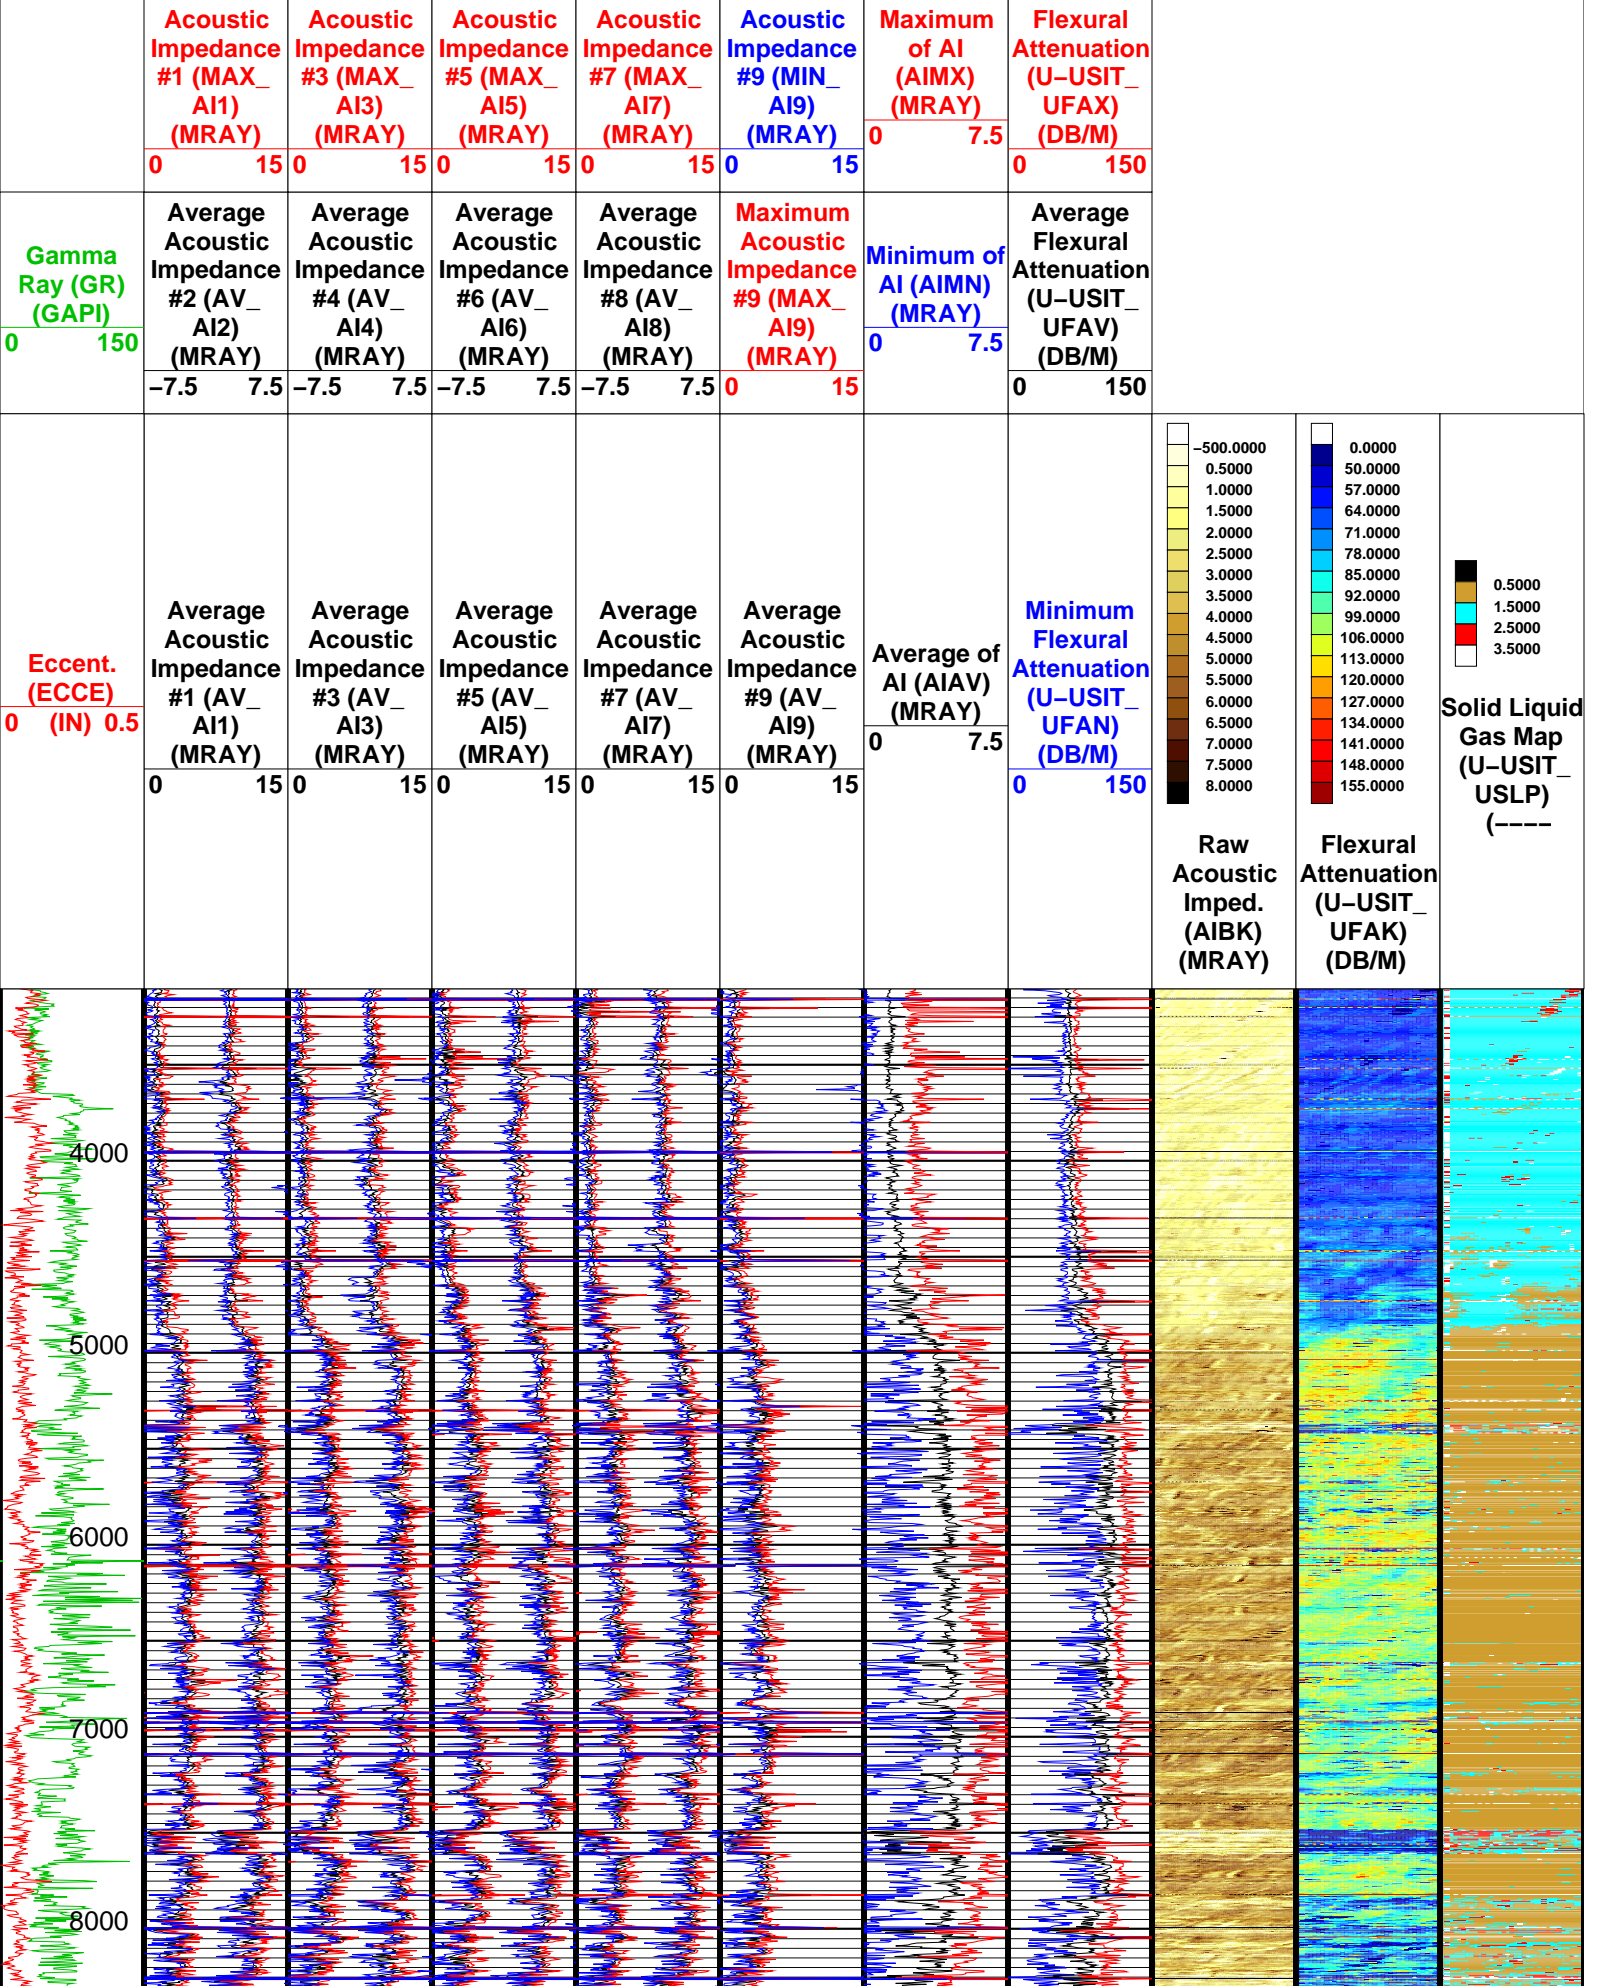 Acoustic
Impedance
#1 (MAX_
AI1)
(MRAY)
0 15
Acoustic
Impedance
#3 (MAX_
AI3)
(MRAY)
0 15
Acoustic
Impedance
#5 (MAX_
AI5)
(MRAY)
0 15
Acoustic
Impedance
#7 (MAX_
AI7)
(MRAY)
0 15
Acoustic
Impedance
#9 (MIN_
AI9)
(MRAY)
0 15
Maximum
of AI
(AIMX)
(MRAY)
0 7.5
Flexural
Attenuation
(U–USIT_
UFAX)
(DB/M)
0 150
Gamma
Ray (GR)
(GAPI)
0 150
Average
Acoustic
Impedance
#2 (AV_
AI2)
(MRAY)
–7.5 7.5
Average
Acoustic
Impedance
#4 (AV_
AI4)
(MRAY)
–7.5 7.5
Average
Acoustic
Impedance
#6 (AV_
AI6)
(MRAY)
–7.5 7.5
Average
Acoustic
Impedance
#8 (AV_
AI8)
(MRAY)
–7.5 7.5
Maximum
Acoustic
Impedance
#9 (MAX_
AI9)
(MRAY)
0 15
Minimum of
AI (AIMN)
(MRAY)
0 7.5
Average
Flexural
Attenuation
(U–USIT_
UFAV)
(DB/M)
0 150
Eccent.
(ECCE)
0 (IN) 0.5
Average
Acoustic
Impedance
#1 (AV_
AI1)
(MRAY)
0 15
Average
Acoustic
Impedance
#3 (AV_
AI3)
(MRAY)
0 15
Average
Acoustic
Impedance
#5 (AV_
AI5)
(MRAY)
0 15
Average
Acoustic
Impedance
#7 (AV_
AI7)
(MRAY)
0 15
Average
Acoustic
Impedance
#9 (AV_
AI9)
(MRAY)
0 15
Average of
AI (AIAV)
(MRAY)
0 7.5
Minimum
Flexural
Attenuation
(U–USIT_
UFAN)
(DB/M)
0 150
–500.0000
0.5000
1.0000
1.5000
2.0000
2.5000
3.0000
3.5000
4.0000
4.5000
5.0000
5.5000
6.0000
6.5000
7.0000
7.5000
8.0000
Raw
Acoustic
Imped.
(AIBK)
(MRAY)
0.0000
50.0000
57.0000
64.0000
71.0000
78.0000
85.0000
92.0000
99.0000
106.0000
113.0000
120.0000
127.0000
134.0000
141.0000
148.0000
155.0000
Flexural
Attenuation
(U–USIT_
UFAK)
(DB/M)
0.5000
1.5000
2.5000
3.5000
Solid Liquid
Gas Map
(U–USIT_
USLP)
(––––
4000
5000
6000
7000
8000